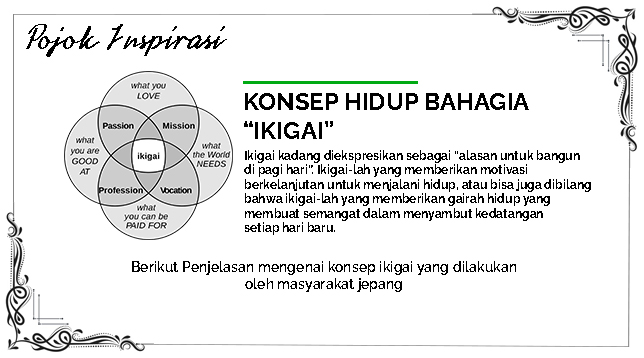 Pojok Inspirasi
what you
LOVE
Passion
Mission
what
you are
GOOD
AT
ikigai
what
the World
NEEDS
Profession
Vocation
what
you can be
PAID FOR
KONSEP HIDUP BAHAGIA
“IKIGAI”
Ikigai kadang diekspresikan sebagai “alasan untuk bangun
di pagi hari”. Ikigai-lah yang memberikan motivasi
berkelanjutan untuk menjalani hidup, atau bisa juga dibilang
bahwa ikigai-lah yang memberikan gairah hidup yang
membuat semangat dalam menyambut kedatangan
setiap hari baru.
Berikut Penjelasan mengenai konsep ikigai yang dilakukan
oleh masyarakat jepang